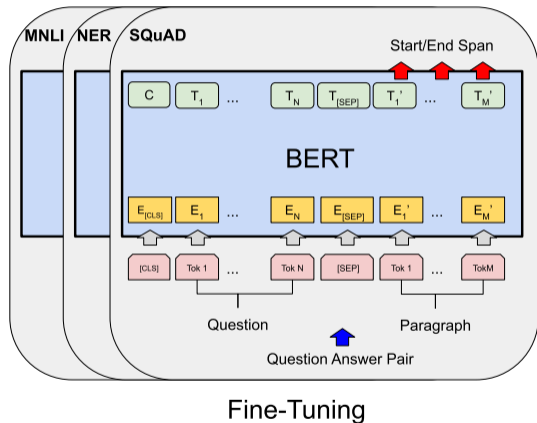 MNLI NER SQuAD
Start/End Span
C T1 ... TN T[SEP] T1' ... TM'
BERT
E[CLS] E1 ... EN E[SEP] E1' ... EM'
[CLS] Tok 1 ... Tok N [SEP] Tok 1 ... TokM
Question Paragraph
Question Answer Pair
Fine-Tuning